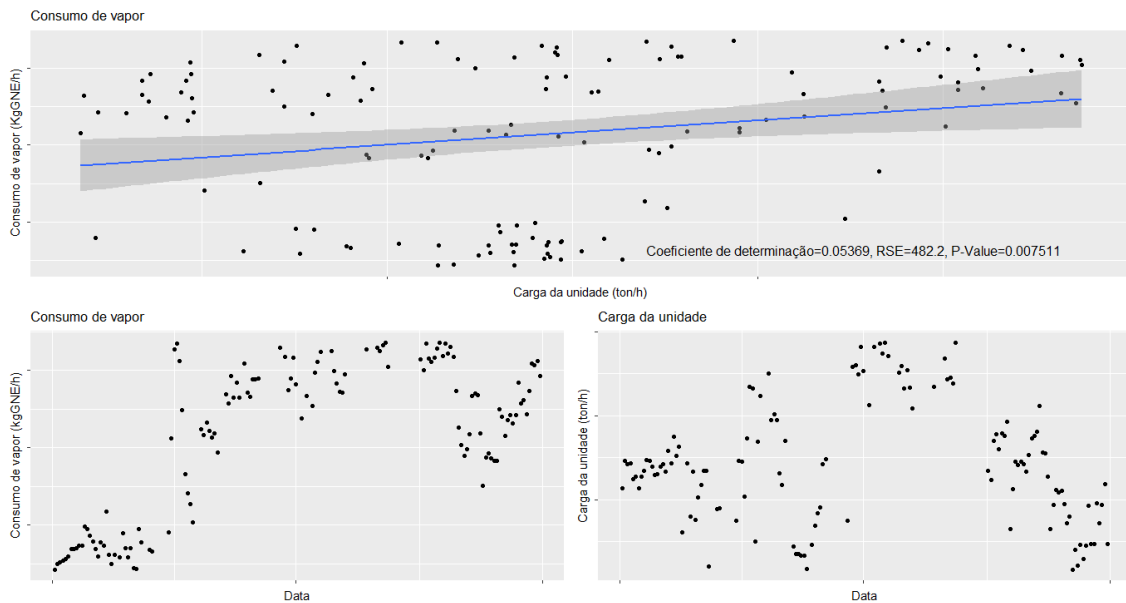 Consumo de vapor
Consumo de vapor (KgGNE/h)
Coeficiente de determinação=0.05369, RSE=482.2, P-Value=0.007511
Carga da unidade (ton/h)
Consumo de vapor
Consumo de vapor (kgGNE/h)
Data
Carga da unidade
Carga da unidade (ton/h)
Data